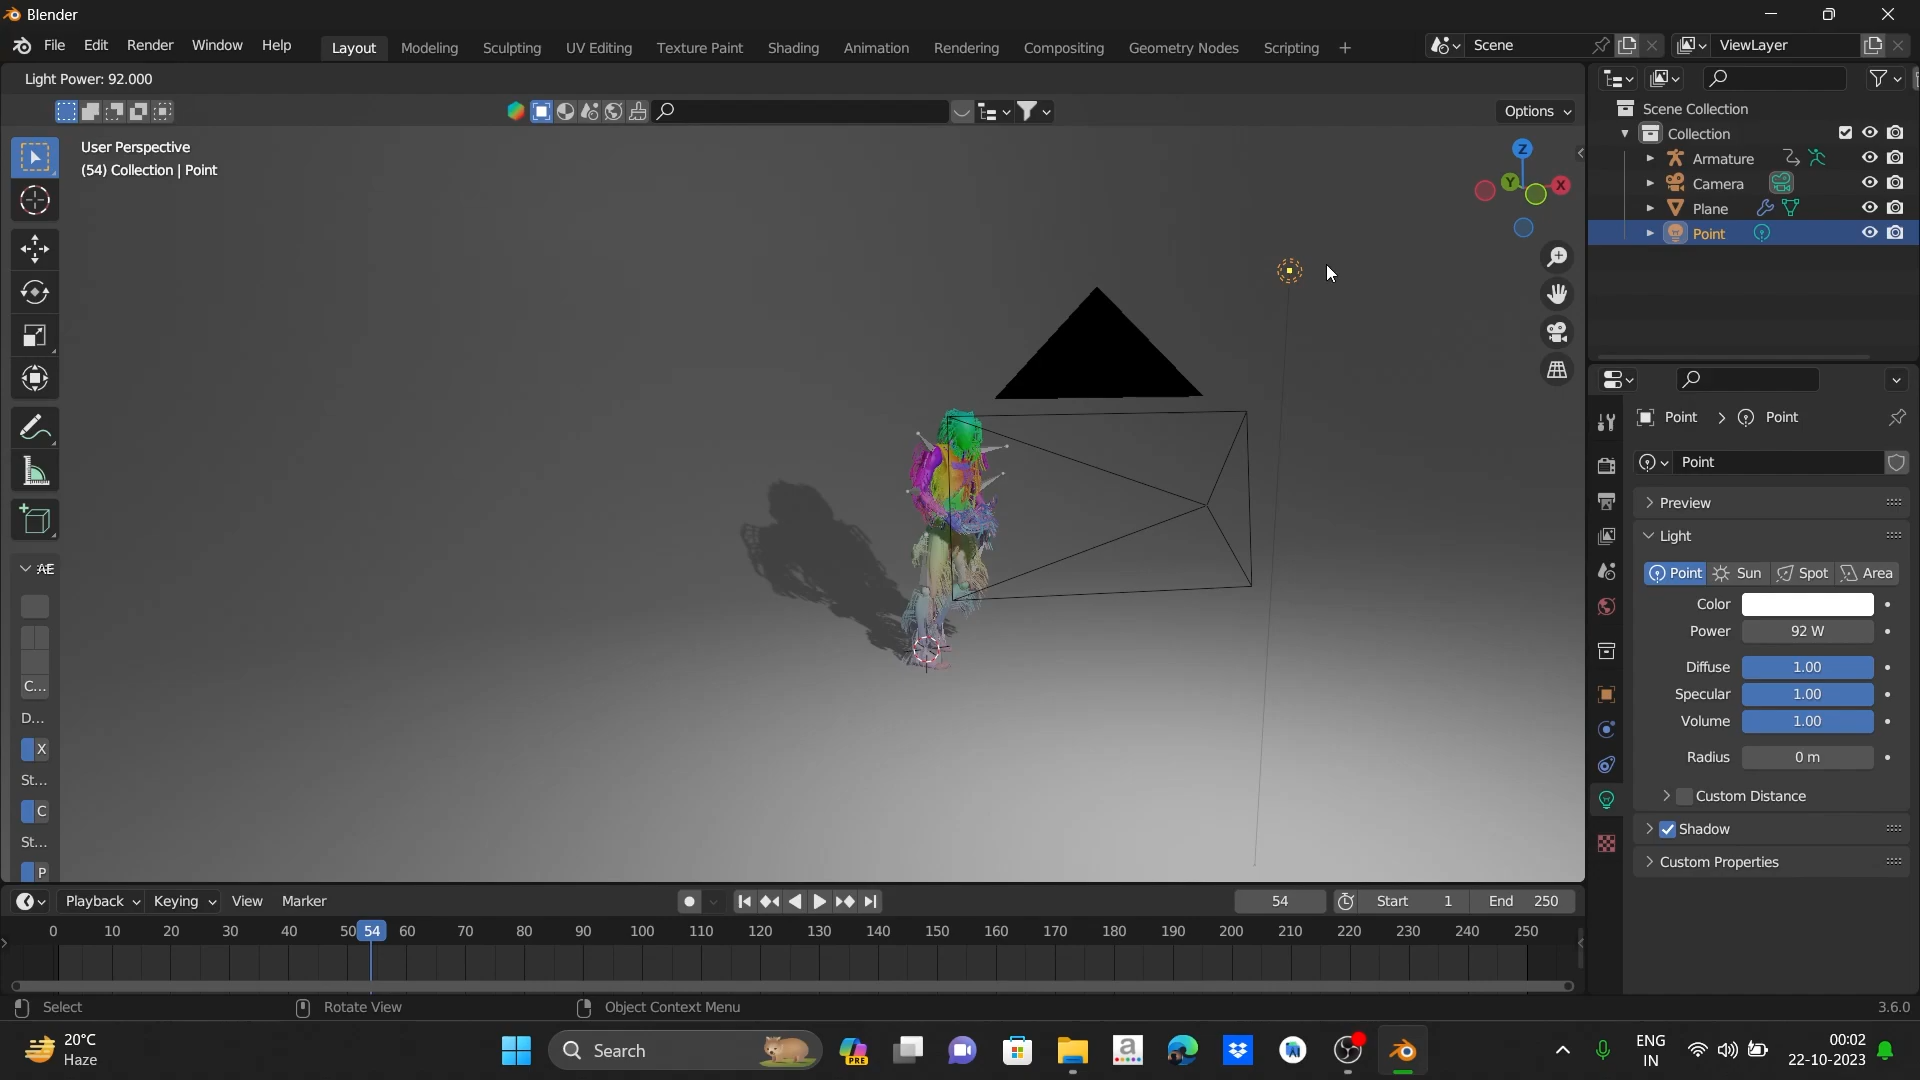 Blender
File Edit Render Window Help Layout Modeling Sculpting UV Editing Texture Paint Shading Animation Rendering Compositing Geometry Nodes Scripting + Scene ViewLayer
Light Power: 92.000
Options
User Perspective
(54) Collection | Point
Z
Y
X
Scene Collection
Collection
Armature
Camera
Plane
Point
Point > Point
Point
Preview
Light
Point Sun Spot Area
Color
Power 92 W
Diffuse 1.00
Specular 1.00
Volume 1.00
Radius 0 m
Custom Distance
Shadow
Custom Properties
C...
D...
X
St...
C
St...
P
Playback Keying View Marker 54 Start 1 End 250
0 10 20 30 40 50 54 60 70 80 90 100 110 120 130 140 150 160 170 180 190 200 210 220 230 240 250
Select Rotate View Object Context Menu 3.6.0
20°C
Haze
Search
PRE
a
ENG
IN
00:02
22-10-2023